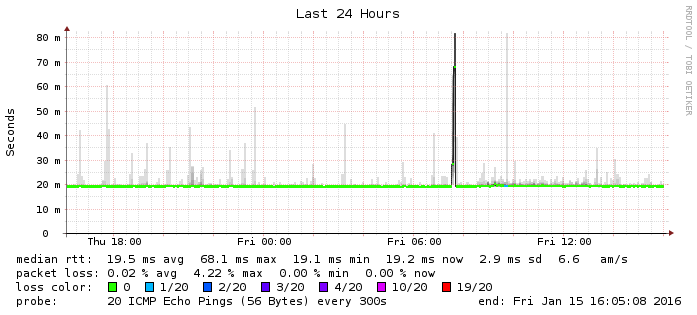 Last 24 Hours
RRDTOOL / TOBI OETIKER
Seconds
80 m
70 m
60 m
50 m
40 m
30 m
20 m
10 m
0
Thu 18:00 Fri 00:00 Fri 06:00 Fri 12:00
median rtt: 19.5 ms avg 68.1 ms max 19.1 ms min 19.2 ms now 2.9 ms sd 6.6 am/s
packet loss: 0.02 % avg 4.22 % max 0.00 % min 0.00 % now
loss color: 0 1/20 2/20 3/20 4/20 10/20 19/20
probe: 20 ICMP Echo Pings (56 Bytes) every 300s end: Fri Jan 15 16:05:08 2016